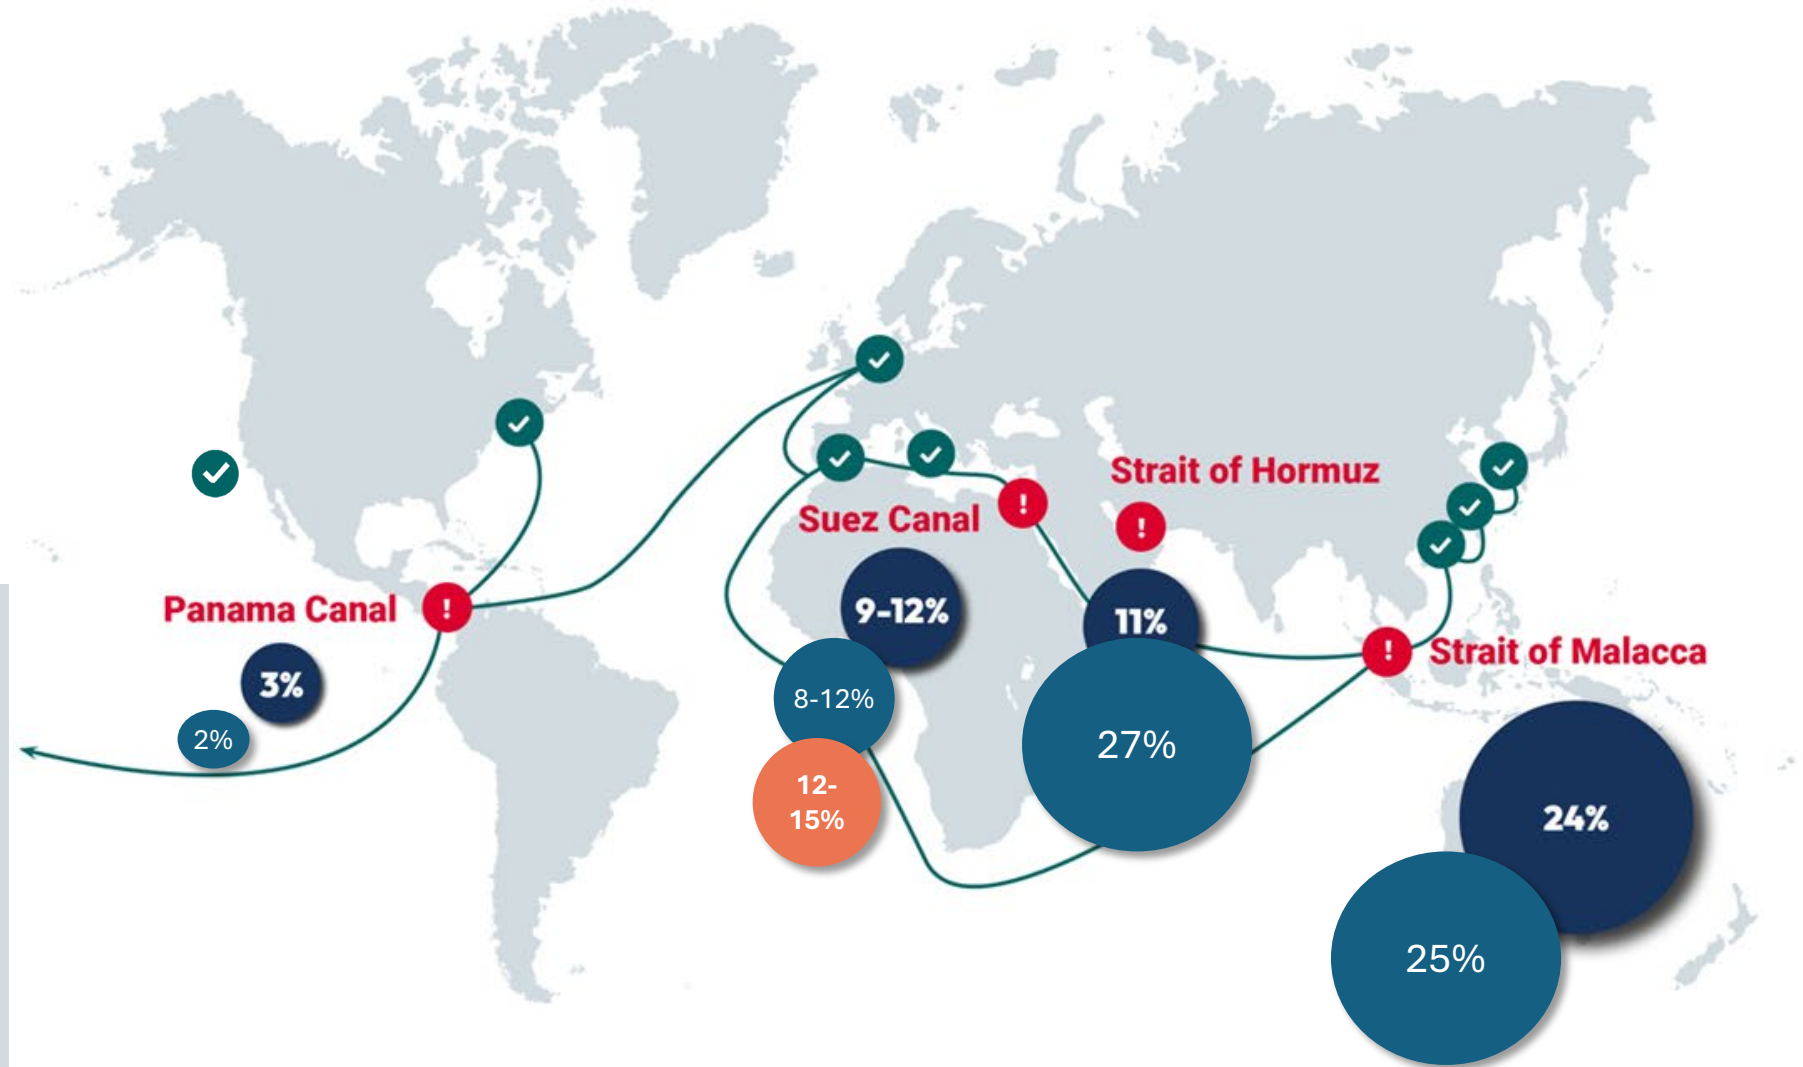 Strait of Hormuz
Suez Canal
Panama Canal
9-12%
11%
Strait of Malacca
3%
8-12%
2%
27%
12-
15%
24%
25%